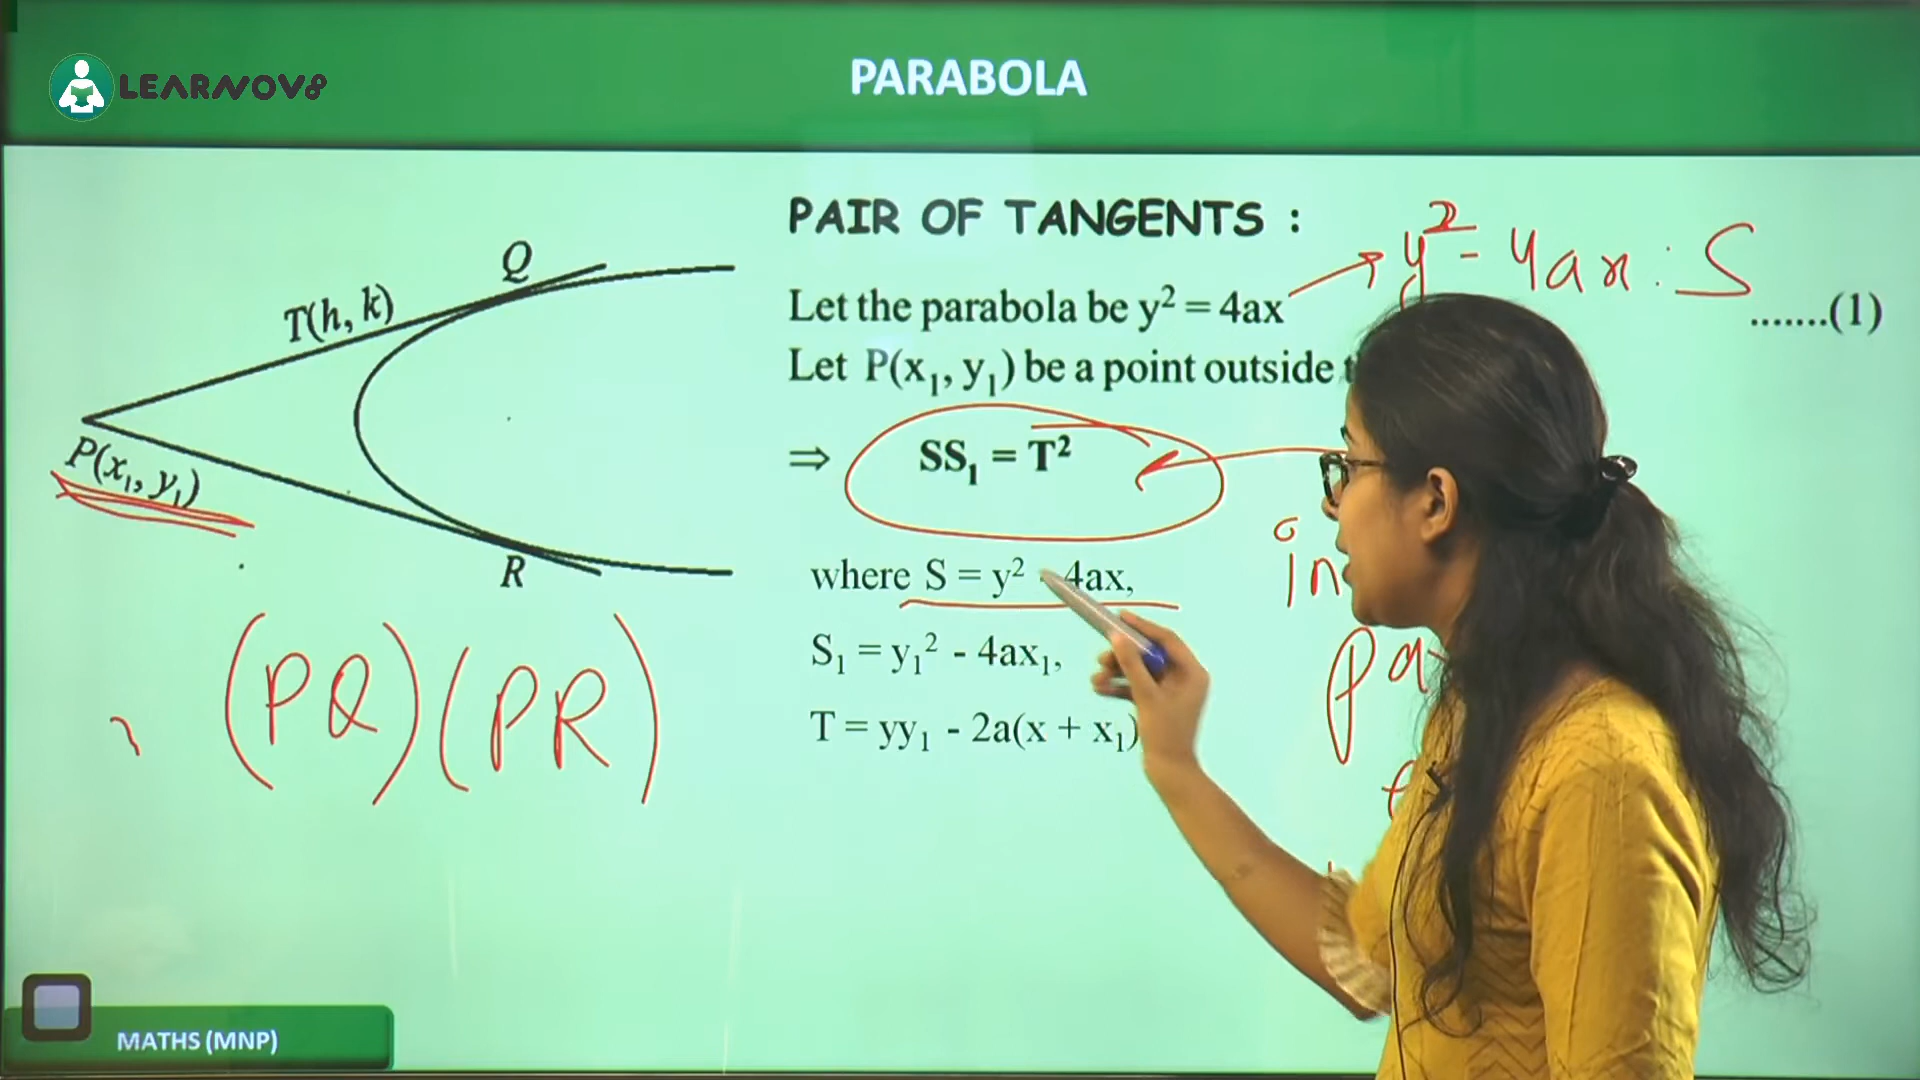 LEARNOV8
PARABOLA
PAIR OF TANGENTS :
y² - 4ax : S
Let the parabola be y² = 4ax .......(1)
Let P(x₁, y₁) be a point outside
⇒ SS₁ = T²
where S = y² - 4ax,
S₁ = y₁² - 4ax₁,
T = yy₁ - 2a(x + x₁)
Q
T(h, k)
P(x₁, y₁)
R
(PQ)(PR)
in
MATHS (MNP)